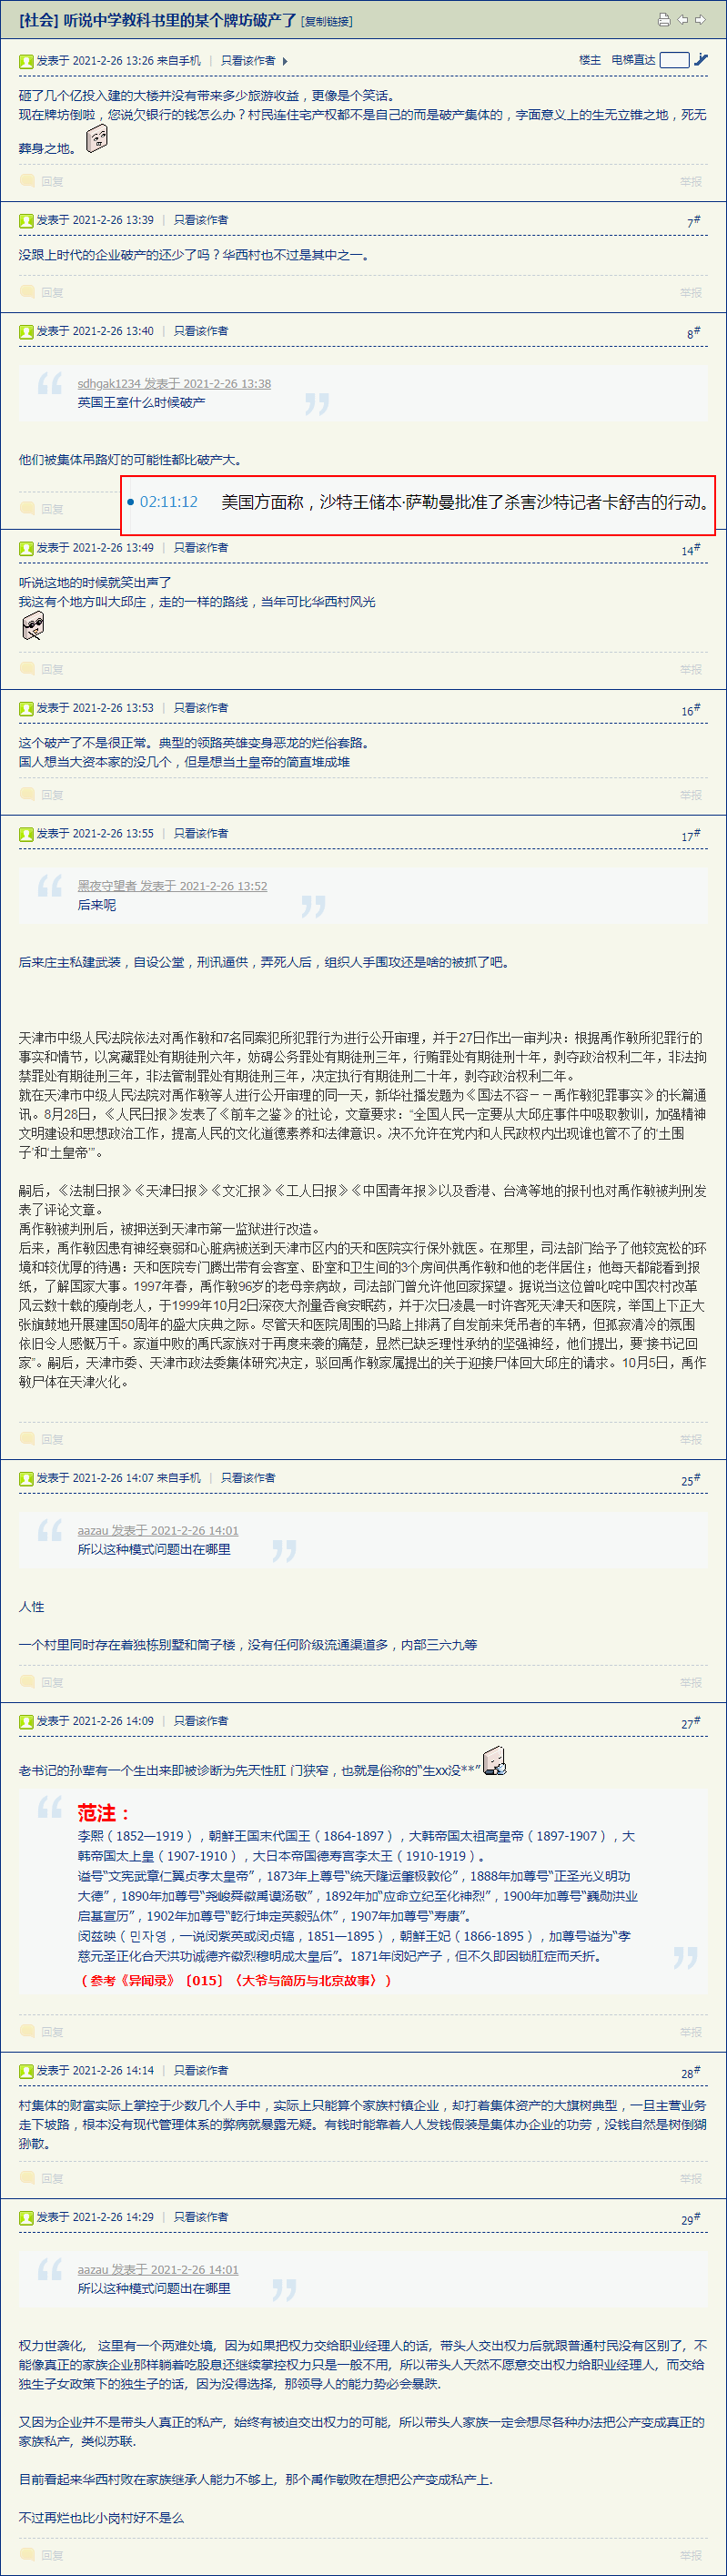 [社会] 听说中学教科书里的某个牌坊破产了 [复制链接]
发表于 2021-2-26 13:26 来自手机 | 只看该作者
楼主 电梯直达
砸了几个亿投入建的大楼并没有带来多少旅游收益，更像是个笑话。
现在牌坊倒啦，您说欠银行的钱怎么办？村民连住宅产权都不是自己的而是破产集体的，字面意义上的生无立锥之地，死无
葬身之地。
回复 举报
发表于 2021-2-26 13:39 | 只看该作者 7#
没跟上时代的企业破产的还少了吗？华西村也不过是其中之一。
回复 举报
发表于 2021-2-26 13:40 | 只看该作者 8#
sdhgak1234 发表于 2021-2-26 13:38
英国王室什么时候破产
他们被集体吊路灯的可能性都比破产大。
02:11:12 美国方面称，沙特王储本·萨勒曼批准了杀害沙特记者卡舒吉的行动。
回复
发表于 2021-2-26 13:49 | 只看该作者 14#
听说这地的时候就笑出声了
我这有个地方叫大邱庄，走的一样的路线，当年可比华西村风光
回复 举报
发表于 2021-2-26 13:53 | 只看该作者 16#
这个破产了不是很正常。典型的领路英雄变身恶龙的烂俗套路。
国人想当大资本家的没几个，但是想当土皇帝的简直堆成堆
回复 举报
发表于 2021-2-26 13:55 | 只看该作者 17#
黑夜守望者 发表于 2021-2-26 13:52
后来呢
后来庄主私建武装，自设公堂，刑讯逼供，弄死人后，组织人手围攻还是啥的被抓了吧。
天津市中级人民法院依法对禹作敏和7名同案犯所犯罪行为进行公开审理，并于27日作出一审判决：根据禹作敏所犯罪行的
事实和情节，以窝藏罪处有期徒刑六年，妨碍公务罪处有期徒刑三年，行贿罪处有期徒刑十年，剥夺政治权利二年，非法拘
禁罪处有期徒刑三年，非法管制罪处有期徒刑三年，决定执行有期徒刑二十年，剥夺政治权利二年。
就在天津市中级人民法院对禹作敏等人进行公开审理的同一天，新华社播发题为《国法不容－－禹作敏犯罪事实》的长篇通
讯。8月28日，《人民日报》发表了《前车之鉴》的社论，文章要求：“全国人民一定要从大邱庄事件中吸取教训，加强精神
文明建设和思想政治工作，提高人民的文化道德素养和法律意识。决不允许在党内和人民政权内出现谁也管不了的‘土围
子’和‘土皇帝’”。
嗣后，《法制日报》《天津日报》《文汇报》《工人日报》《中国青年报》以及香港、台湾等地的报刊也对禹作敏被判刑发
表了评论文章。
禹作敏被判刑后，被押送到天津市第一监狱进行改造。
后来，禹作敏因患有神经衰弱和心脏病被送到天津市区内的天和医院实行保外就医。在那里，司法部门给予了他较宽松的环
境和较优厚的待遇：天和医院专门腾出带有会客室、卧室和卫生间的3个房间供禹作敏和他的老伴居住；他每天都能看到报
纸，了解国家大事。1997年春，禹作敏96岁的老母亲病故，司法部门曾允许他回家探望。据说当这位曾叱咤中国农村改革
风云数十载的瘦削老人，于1999年10月2日深夜大剂量吞食安眠药，并于次日凌晨一时许客死天津天和医院，举国上下正大
张旗鼓地开展建国50周年的盛大庆典之际。尽管天和医院周围的马路上排满了自发前来凭吊者的车辆，但孤寂清冷的氛围
依旧令人感慨万千。家道中败的禹氏家族对于再度来袭的痛楚，显然已缺乏理性承纳的坚强神经，他们提出，要“接书记回
家”。嗣后，天津市委、天津市政法委集体研究决定，驳回禹作敏家属提出的关于迎接尸体回大邱庄的请求。10月5日，禹作
敏尸体在天津火化。
回复 举报
发表于 2021-2-26 14:07 来自手机 | 只看该作者 25#
aazau 发表于 2021-2-26 14:01
所以这种模式问题出在哪里
人性
一个村里同时存在着独栋别墅和筒子楼，没有任何阶级流通渠道多，内部三六九等
回复 举报
发表于 2021-2-26 14:09 | 只看该作者 27#
老书记的孙辈有一个生出来即被诊断为先天性肛 门狭窄，也就是俗称的“生xx没**”
范注：
李熙（1852—1919），朝鲜王国末代国王（1864-1897），大韩帝国太祖高皇帝（1897-1907），大
韩帝国太上皇（1907-1910），大日本帝国德寿宫李太王（1910-1919）。
谥号“文宪武章仁翼贞孝太皇帝”，1873年上尊号“统天隆运肇极敦伦”，1888年加尊号“正圣光义明功
大德”，1890年加尊号“尧峻舜徽禹谟汤敬”，1892年加“应命立纪至化神烈”，1900年加尊号“巍勋洪业
启基宣历”，1902年加尊号“乾行坤定英毅弘休”，1907年加尊号“寿康”。
闵兹映（민자영，一说闵紫英或闵贞镐，1851—1895），朝鲜王妃（1866-1895），加尊号谥为“孝
慈元圣正化合天洪功诚德齐徽烈穆明成太皇后”。1871年闵妃产子，但不久即因锁肛症而夭折。
（参考《异闻录》〔015〕〈大爷与简历与北京故事〉）
回复 举报
发表于 2021-2-26 14:14 | 只看该作者 28#
村集体的财富实际上掌控于少数几个人手中，实际上只能算个家族村镇企业，却打着集体资产的大旗树典型，一旦主营业务
走下坡路，根本没有现代管理体系的弊病就暴露无疑。有钱时能靠着人人发钱假装是集体办企业的功劳，没钱自然是树倒猢
狲散。
回复 举报
发表于 2021-2-26 14:29 | 只看该作者 29#
aazau 发表于 2021-2-26 14:01
所以这种模式问题出在哪里
权力世袭化，这里有一个两难处境，因为如果把权力交给职业经理人的话，带头人交出权力后就跟普通村民没有区别了，不
能像真正的家族企业那样躺着吃股息还继续掌控权力只是一般不用，所以带头人天然不愿意交出权力给职业经理人，而交给
独生子女政策下的独生子的话，因为没得选择，那领导人的能力势必会暴跌.
又因为企业并不是带头人真正的私产，始终有被迫交出权力的可能，所以带头人家族一定会想尽各种办法把公产变成真正的
家族私产，类似苏联.
目前看起来华西村败在家族继承人能力不够上，那个禹作敏败在想把公产变成私产上.
不过再烂也比小岗村好不是么
回复 举报